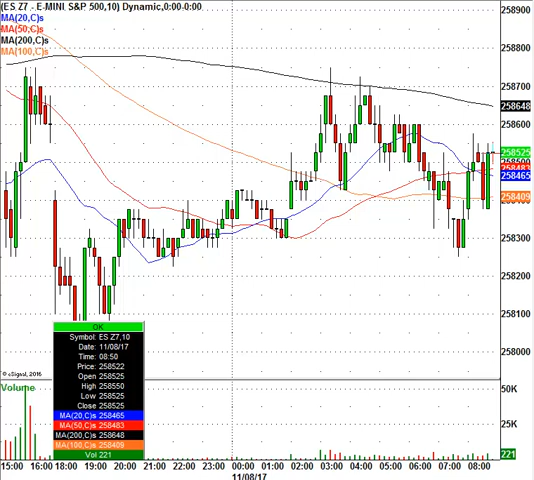 (ES Z7 - E-MINI S&P 500,10) Dynamic,0:00-0:00
MA(20,C)s
MA(50,C)s
MA(200,C)s
MA(100,C)s
258900
258800
258700
258648
258600
258525
258500
258483
258465
258409
258300
258200
258100
258000
OK
Symbol: ES Z7,10
Date: 11/08/17
Time: 08:50
Price: 258522
Open 258525
High 258550
Low 258525
Close 258525
MA(20,C)s 258465
MA(50,C)s 258483
MA(200,C)s 258648
MA(100,C)s 258409
Vol 221
© eSignal, 2016
Volume
50K
25K
221
15:00 16:00 18:00 19:00 20:00 21:00 22:00 23:00 00:00 01:00 02:00 03:00 04:00 05:00 06:00 07:00 08:00
11/08/17